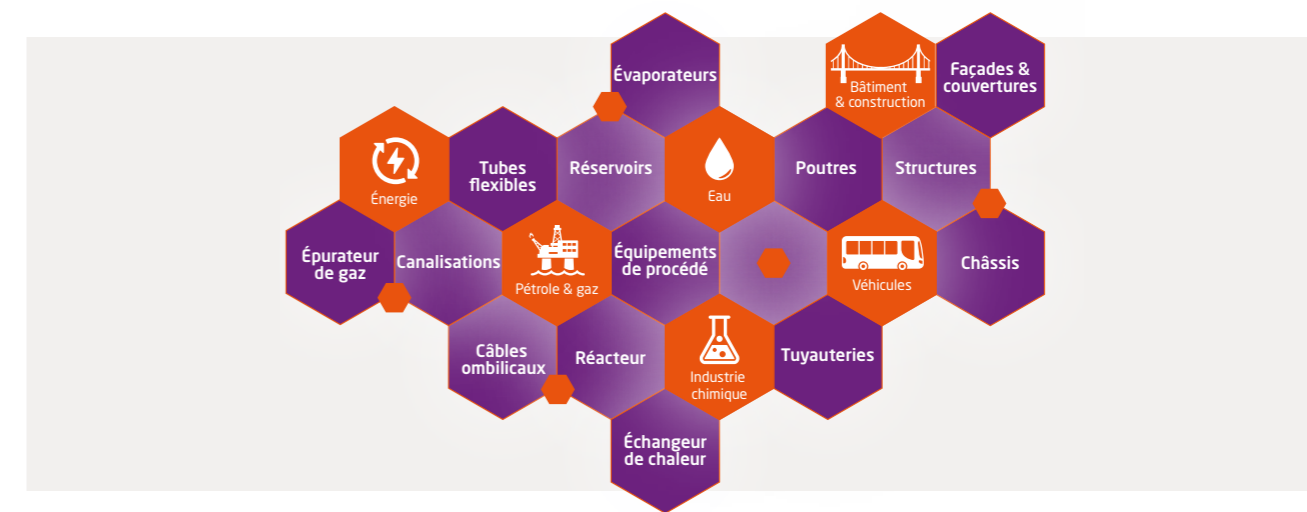 Évaporateurs
Bâtiment
& construction
Façades &
couvertures
Énergie
Tubes
flexibles
Réservoirs
Eau
Poutres
Structures
Épurateur
de gaz
Canalisations
Pétrole & gaz
Équipements
de procédé
Véhicules
Châssis
Câbles
ombilicaux
Réacteur
Industrie
chimique
Tuyauteries
Échangeur
de chaleur